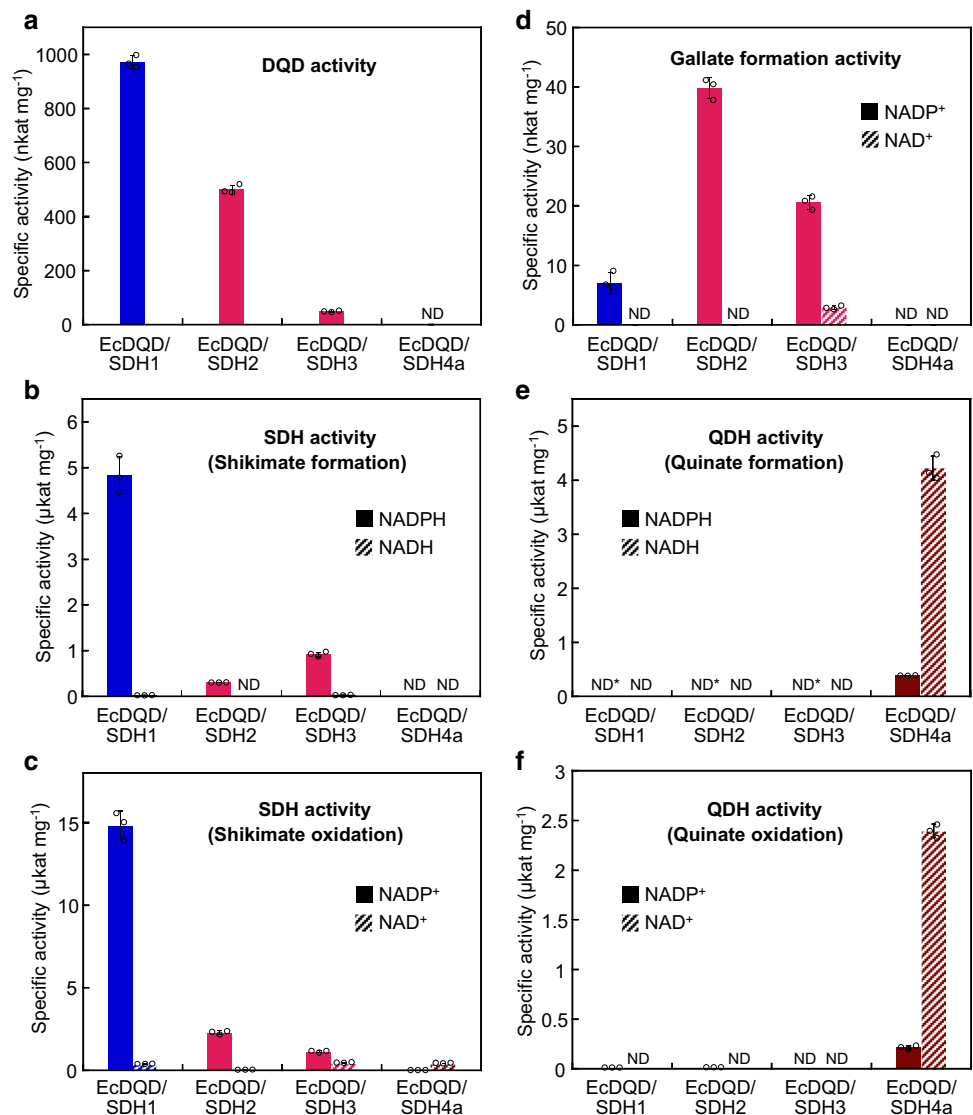 a
DQD activity
Specific activity (nkat mg-1)
1000
800
600
400
200
0
ND
EcDQD/
SDH1
EcDQD/
SDH2
EcDQD/
SDH3
EcDQD/
SDH4a
b
SDH activity
(Shikimate formation)
NADPH
NADH
Specific activity (µkat mg-1)
6
5
4
3
2
1
0
ND
ND
ND
EcDQD/
SDH1
EcDQD/
SDH2
EcDQD/
SDH3
EcDQD/
SDH4a
c
SDH activity
(Shikimate oxidation)
NADP+
NAD+
Specific activity (µkat mg-1)
15
10
5
0
EcDQD/
SDH1
EcDQD/
SDH2
EcDQD/
SDH3
EcDQD/
SDH4a
d
Gallate formation activity
NADP+
NAD+
Specific activity (nkat mg-1)
50
40
30
20
10
0
ND
ND
ND
ND
EcDQD/
SDH1
EcDQD/
SDH2
EcDQD/
SDH3
EcDQD/
SDH4a
e
QDH activity
(Quinate formation)
NADPH
NADH
Specific activity (µkat mg-1)
5
4
3
2
1
0
ND*
ND
ND*
ND
ND*
ND
EcDQD/
SDH1
EcDQD/
SDH2
EcDQD/
SDH3
EcDQD/
SDH4a
f
QDH activity
(Quinate oxidation)
NADP+
NAD+
Specific activity (µkat mg-1)
3
2.5
2
1.5
1
0.5
0
ND
ND
ND
ND
EcDQD/
SDH1
EcDQD/
SDH2
EcDQD/
SDH3
EcDQD/
SDH4a